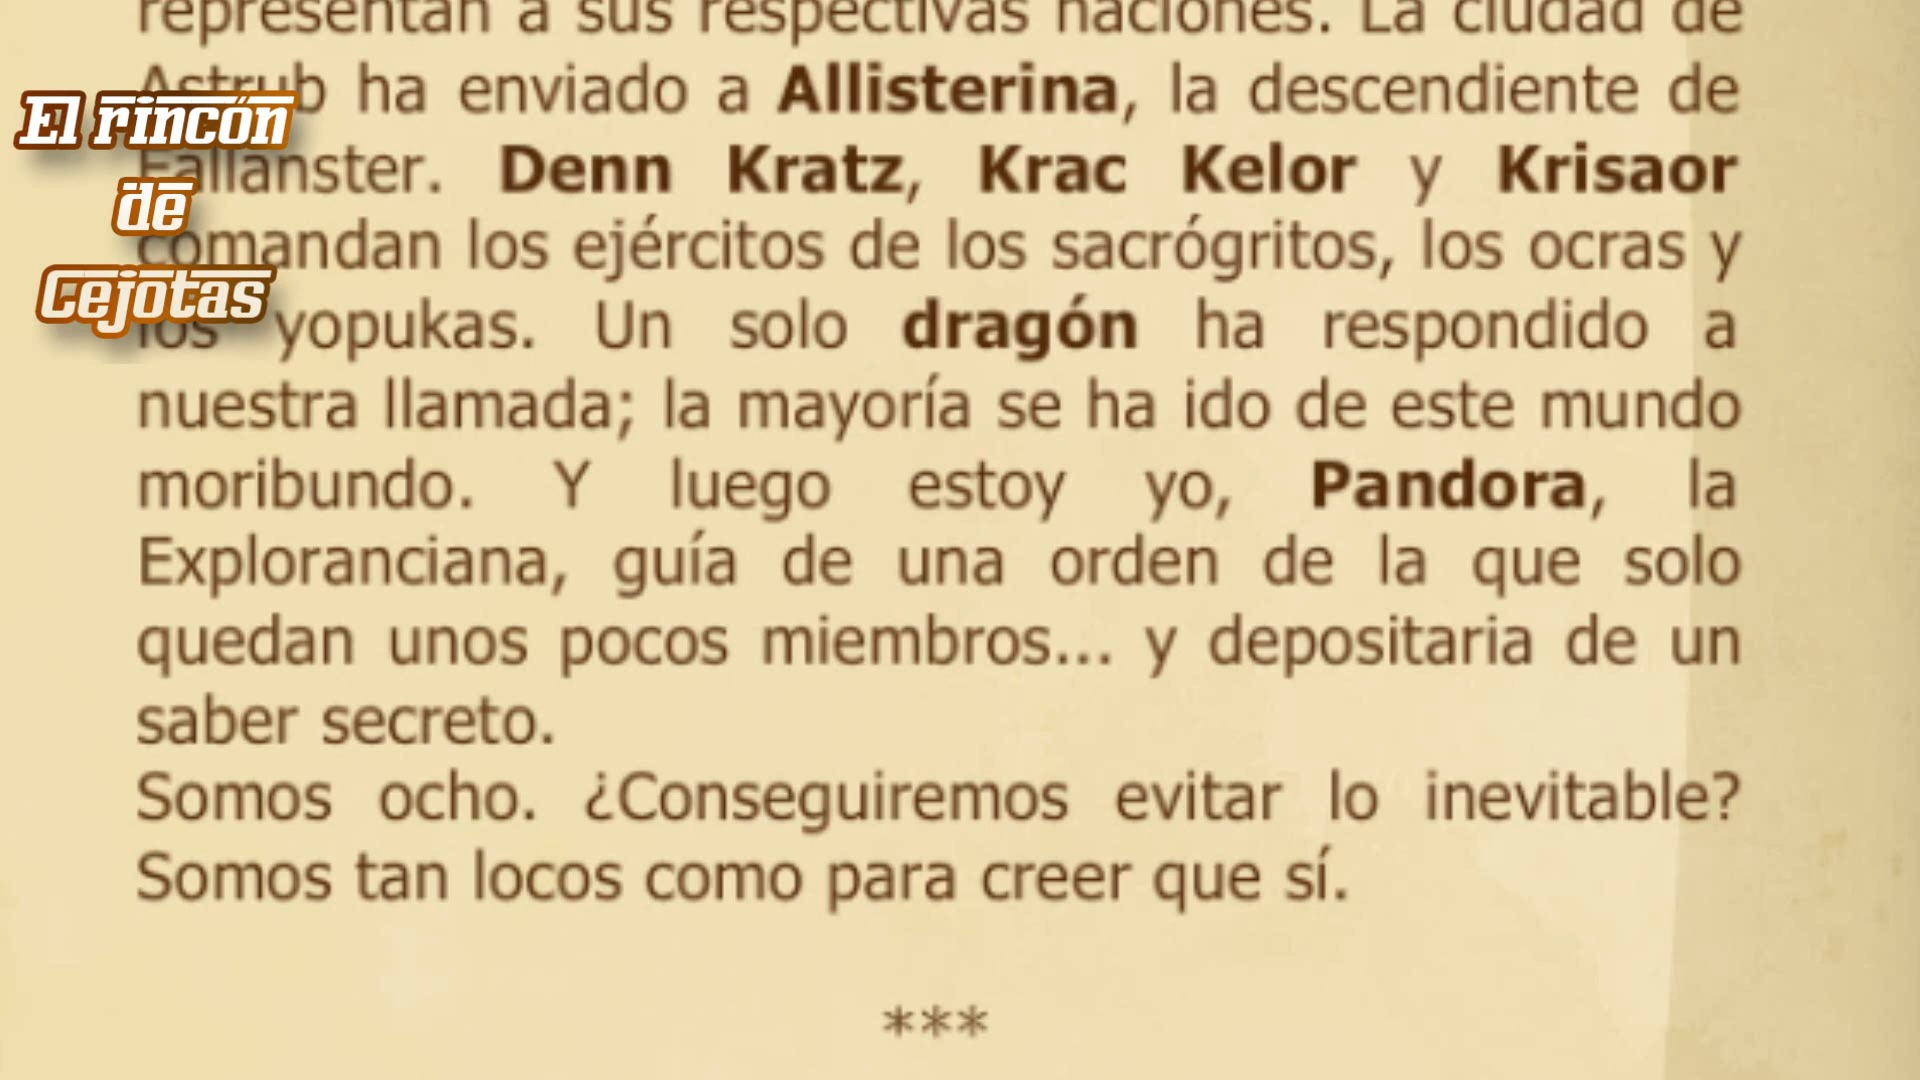 representan a sus respectivas naciones. La ciudad de
Astrub ha enviado a Allisterina, la descendiente de
Fallanster. Denn Kratz, Krac Kelor y Krisaor
comandan los ejércitos de los sacrógritos, los ocras y
los yopukas. Un solo dragón ha respondido a
nuestra llamada; la mayoría se ha ido de este mundo
moribundo. Y luego estoy yo, Pandora, la
Exploranciana, guía de una orden de la que solo
quedan unos pocos miembros... y depositaria de un
saber secreto.
Somos ocho. ¿Conseguiremos evitar lo inevitable?
Somos tan locos como para creer que sí.
***
El rincón
de
Cejotas